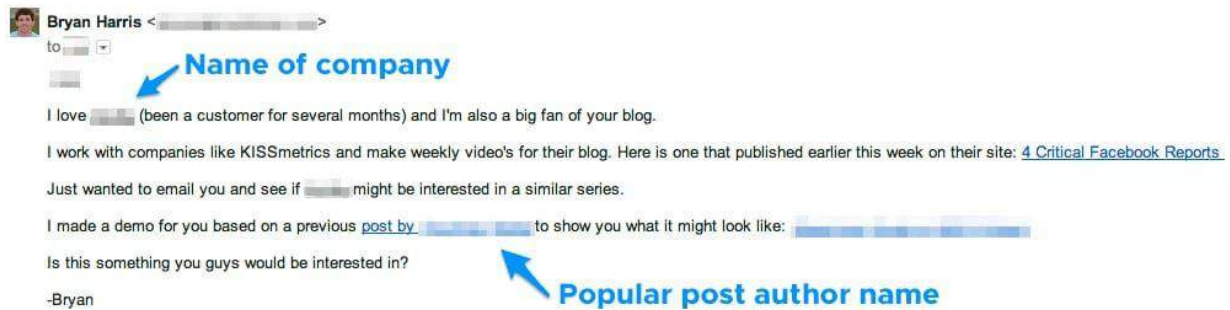 Bryan Harris < >
to
Name of company
I love (been a customer for several months) and I'm also a big fan of your blog.
I work with companies like KISSmetrics and make weekly video's for their blog. Here is one that published earlier this week on their site: 4 Critical Facebook Reports
Just wanted to email you and see if might be interested in a similar series.
I made a demo for you based on a previous post by to show you what it might look like:
Is this something you guys would be interested in?
-Bryan
Popular post author name